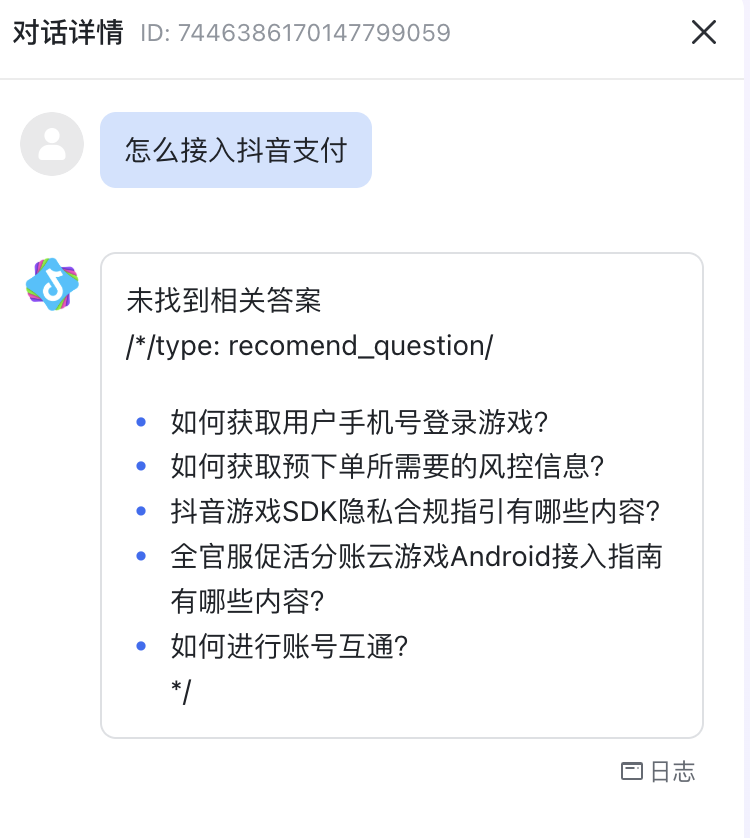 对话详情 ID: 7446386170147799059
怎么接入抖音支付
未找到相关答案
/*/type: recomend_question/
如何获取用户手机号登录游戏?
如何获取预下单所需要的风控信息?
抖音游戏SDK隐私合规指引有哪些内容?
全官服促活分账云游戏Android接入指南
有哪些内容?
如何进行账号互通?
*/
日志